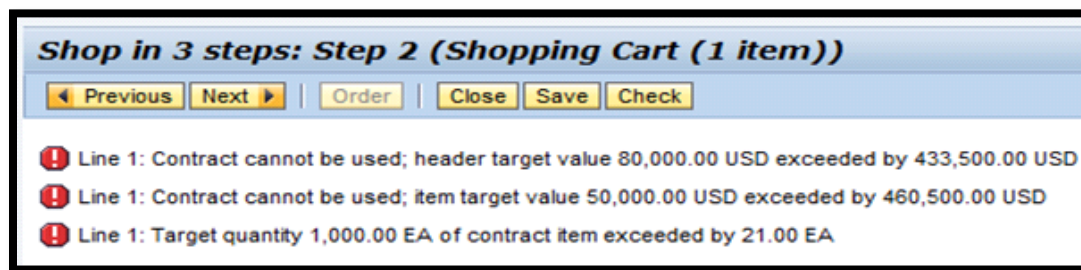 Shop in 3 steps: Step 2 (Shopping Cart (1 item))
Previous Next Order Close Save Check
Line 1: Contract cannot be used; header target value 80,000.00 USD exceeded by 433,500.00 USD
Line 1: Contract cannot be used; item target value 50,000.00 USD exceeded by 460,500.00 USD
Line 1: Target quantity 1,000.00 EA of contract item exceeded by 21.00 EA